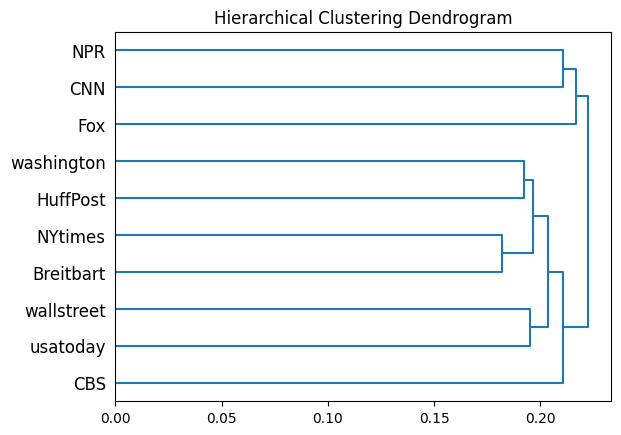 Hierarchical Clustering Dendrogram
NPR
CNN
Fox
washington
HuffPost
NYtimes
Breitbart
wallstreet
usatoday
CBS
0.00 0.05 0.10 0.15 0.20